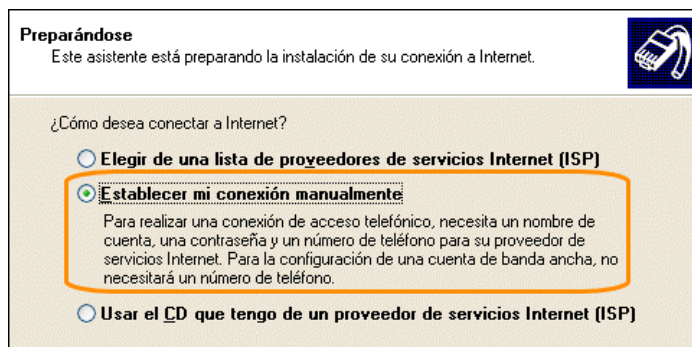 Preparándose
Este asistente está preparando la instalación de su conexión a Internet.
¿Cómo desea conectar a Internet?
Elegir de una lista de proveedores de servicios Internet (ISP)
Establecer mi conexión manualmente
Para realizar una conexión de acceso telefónico, necesita un nombre de
cuenta, una contraseña y un número de teléfono para su proveedor de
servicios Internet. Para la configuración de una cuenta de banda ancha, no
necesitará un número de teléfono.
Usar el CD que tengo de un proveedor de servicios Internet (ISP)